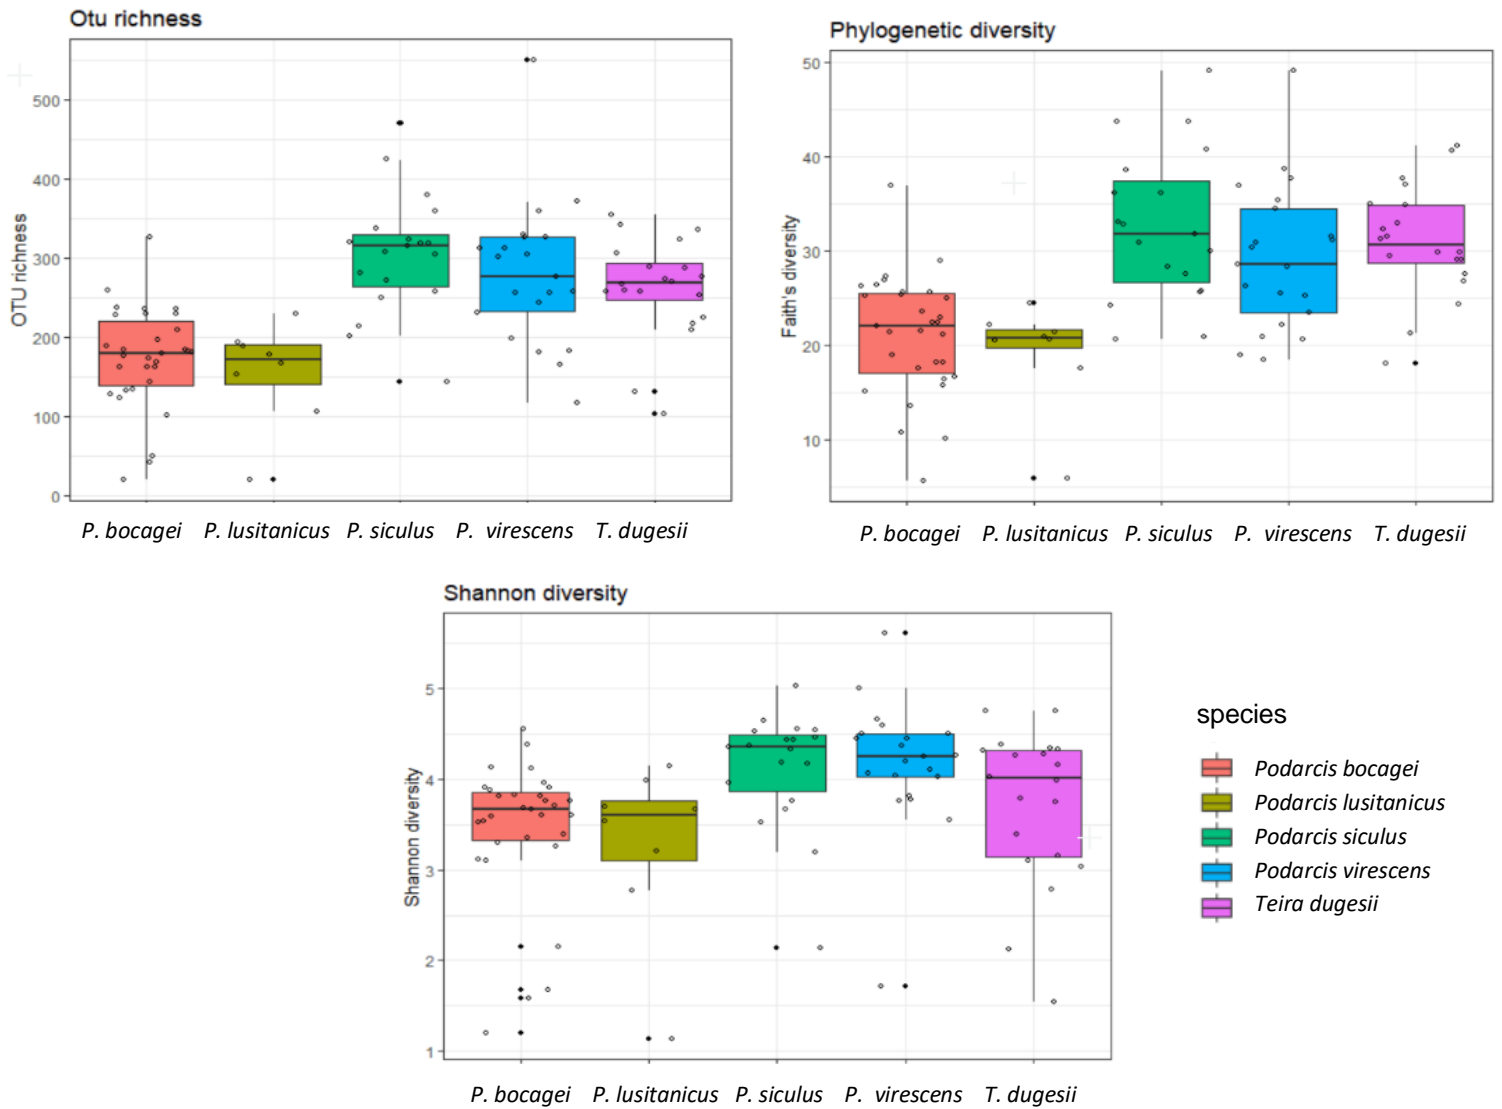 Otu richness
OTU richness
500
400
300
200
100
0
P. bocagei P. lusitanicus P. siculus P. virescens T. dugesii
Phylogenetic diversity
Faith's diversity
50
40
30
20
10
P. bocagei P. lusitanicus P. siculus P. virescens T. dugesii
Shannon diversity
Shannon diversity
5
4
3
2
1
P. bocagei P. lusitanicus P. siculus P. virescens T. dugesii
species
Podarcis bocagei
Podarcis lusitanicus
Podarcis siculus
Podarcis virescens
Teira dugesii